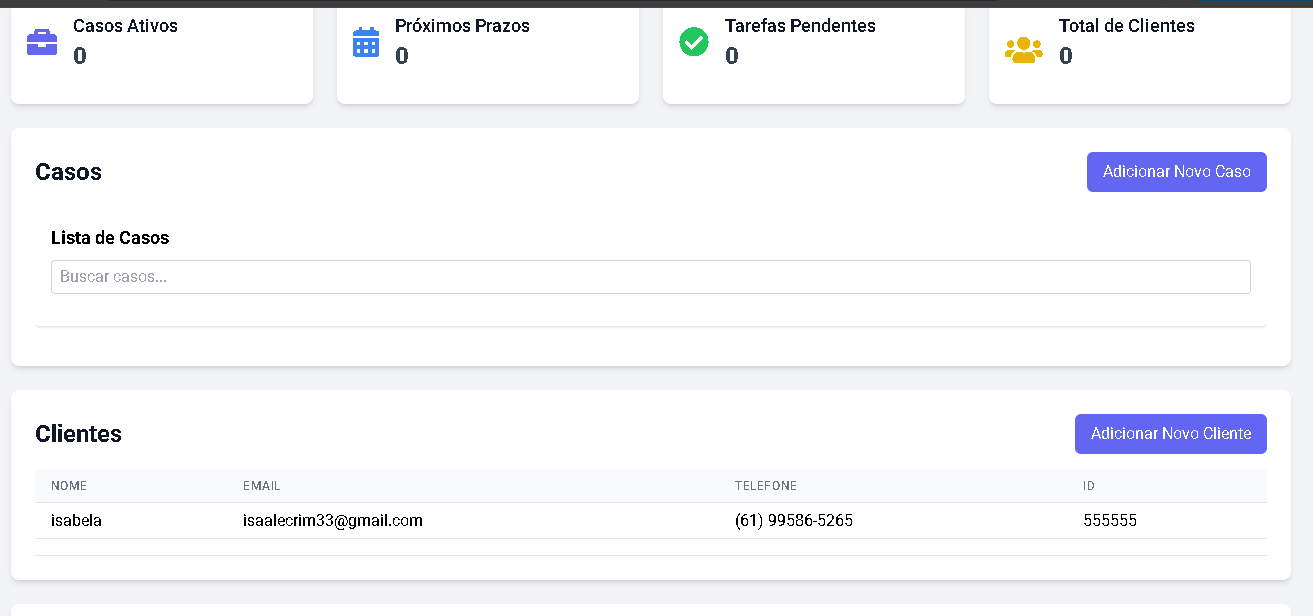 Casos Ativos
0
Próximos Prazos
0
Tarefas Pendentes
0
Total de Clientes
0
Casos
Adicionar Novo Caso
Lista de Casos
Buscar casos...
Clientes
Adicionar Novo Cliente
NOME EMAIL TELEFONE ID
isabela isaalecrim33@gmail.com (61) 99586-5265 555555